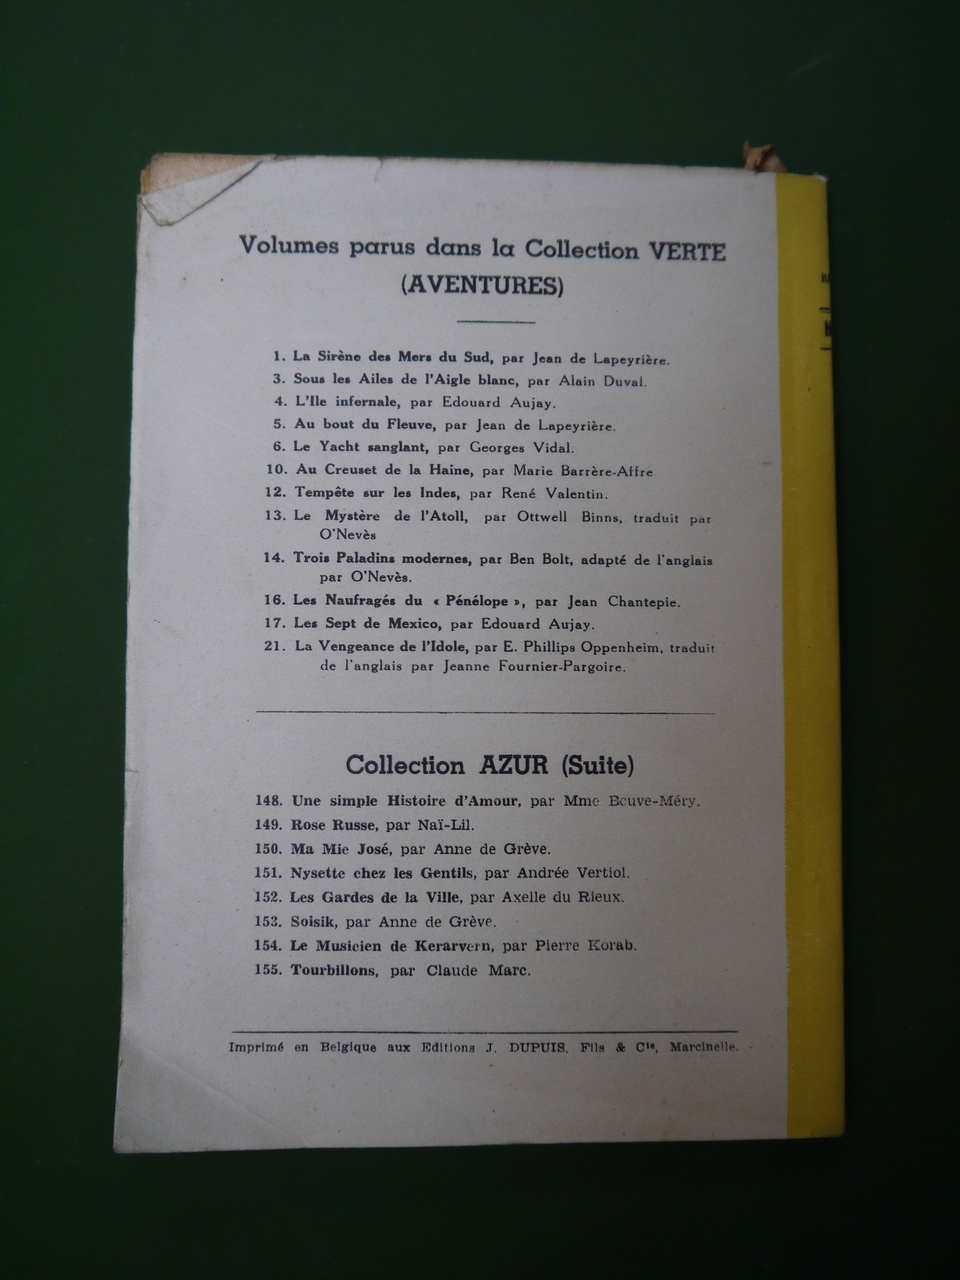 Volumes parus dans la Collection VERTE
(AVENTURES)
1. La Sirène des Mers du Sud, par Jean de Lapeyrière.
3. Sous les Ailes de l'Aigle blanc, par Alain Duval.
4. L'Ile infernale, par Edouard Aujay.
5. Au bout du Fleuve, par Jean de Lapeyrière.
6. Le Yacht sanglant, par Georges Vidal.
10. Au Creuset de la Haine, par Marie Barrère-Affre
12. Tempête sur les Indes, par René Valentin.
13. Le Mystère de l'Atoll, par Ottwell Binns, traduit par
O'Nevès
14. Trois Paladins modernes, par Ben Bolt, adapté de l'anglais
par O'Nevès.
16. Les Naufragés du « Pénélope », par Jean Chantepie.
17. Les Sept de Mexico, par Edouard Aujay.
21. La Vengeance de l'Idole, par E. Phillips Oppenheim, traduit
de l'anglais par Jeanne Fournier-Pargoire.
Collection AZUR (Suite)
148. Une simple Histoire d'Amour, par Mme Beuve-Méry.
149. Rose Russe, par Naï-Lil.
150. Ma Mie José, par Anne de Grève.
151. Nysette chez les Gentils, par Andrée Vertiol.
152. Les Gardes de la Ville, par Axelle du Rieux.
153. Soisik, par Anne de Grève.
154. Le Musicien de Kerarvern, par Pierre Korab.
155. Tourbillons, par Claude Marc.
Imprimé en Belgique aux Editions J. DUPUIS, Fils & Cie, Marcinelle.